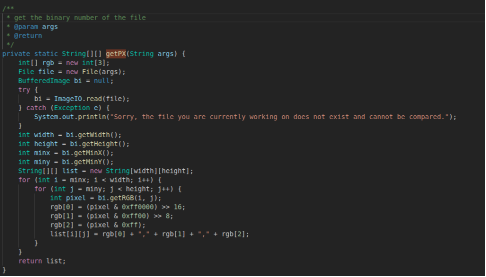 /**
 * get the binary number of the file
 * @param args
 * @return
 */
private static String[][] getPX(String args) {
    int[] rgb = new int[3];
    File file = new File(args);
    BufferedImage bi = null;
    try {
        bi = ImageIO.read(file);
    } catch (Exception e) {
        System.out.println("Sorry, the file you are currently working on does not exist and cannot be compared.");
    }
    int width = bi.getWidth();
    int height = bi.getHeight();
    int minx = bi.getMinX();
    int miny = bi.getMinY();
    String[][] list = new String[width][height];
    for (int i = minx; i < width; i++) {
        for (int j = miny; j < height; j++) {
            int pixel = bi.getRGB(i, j);
            rgb[0] = (pixel & 0xff0000) >> 16;
            rgb[1] = (pixel & 0xff00) >> 8;
            rgb[2] = (pixel & 0xff);
            list[i][j] = rgb[0] + "," + rgb[1] + "," + rgb[2];
        }
    }
    return list;
}